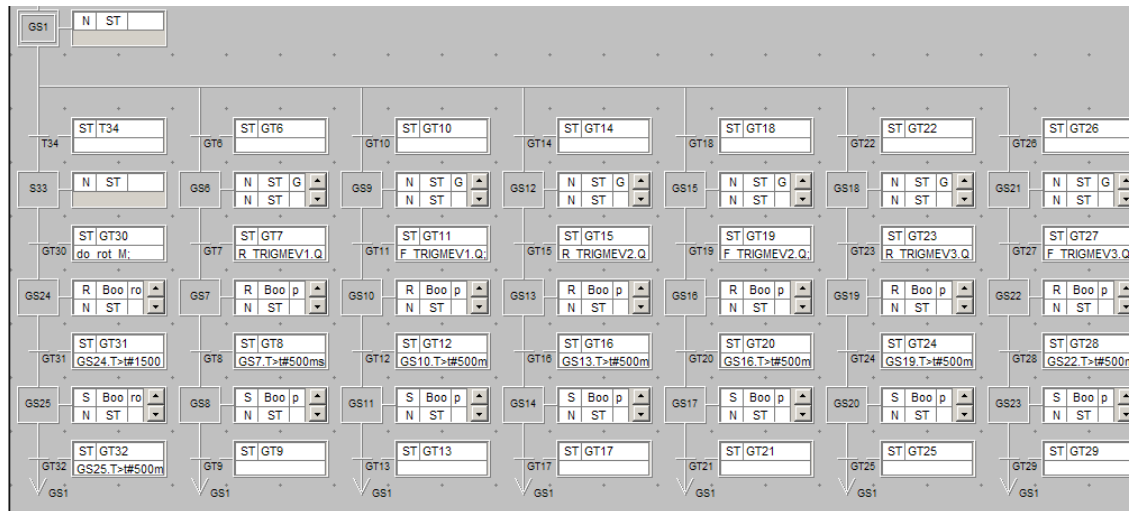 GS1 N ST
ST T34 ST GT6 ST GT10 ST GT14 ST GT18 ST GT22 ST GT26
T34 GT6 GT10 GT14 GT18 GT22 GT26
S33 N ST GS6 N ST G GS9 N ST G GS12 N ST G GS15 N ST G GS18 N ST G GS21 N ST G
N ST N ST N ST N ST N ST N ST
ST GT30 ST GT7 ST GT11 ST GT15 ST GT19 ST GT23 ST GT27
GT30 do_rot_M; GT7 R_TRIGMEV1.Q GT11 F_TRIGMEV1.Q; GT15 R_TRIGMEV2.Q GT19 F_TRIGMEV2.Q; GT23 R_TRIGMEV3.Q GT27 F_TRIGMEV3.Q
GS24 R Boo ro GS7 R Boo p GS10 R Boo p GS13 R Boo p GS16 R Boo p GS19 R Boo p GS22 R Boo p
N ST N ST N ST N ST N ST N ST N ST
ST GT31 ST GT8 ST GT12 ST GT16 ST GT20 ST GT24 ST GT28
GT31 GS24.T>t#1500 GT8 GS7.T>t#500ms GT12 GS10.T>t#500m GT16 GS13.T>t#500m GT20 GS16.T>t#500m GT24 GS19.T>t#500m GT28 GS22.T>t#500m
GS25 S Boo ro GS8 S Boo p GS11 S Boo p GS14 S Boo p GS17 S Boo p GS20 S Boo p GS23 S Boo p
N ST N ST N ST N ST N ST N ST N ST
ST GT32 ST GT9 ST GT13 ST GT17 ST GT21 ST GT25 ST GT29
GT32 GS25.T>t#500m GT9 GT13 GT17 GT21 GT25 GT29
GS1 GS1 GS1 GS1 GS1 GS1 GS1